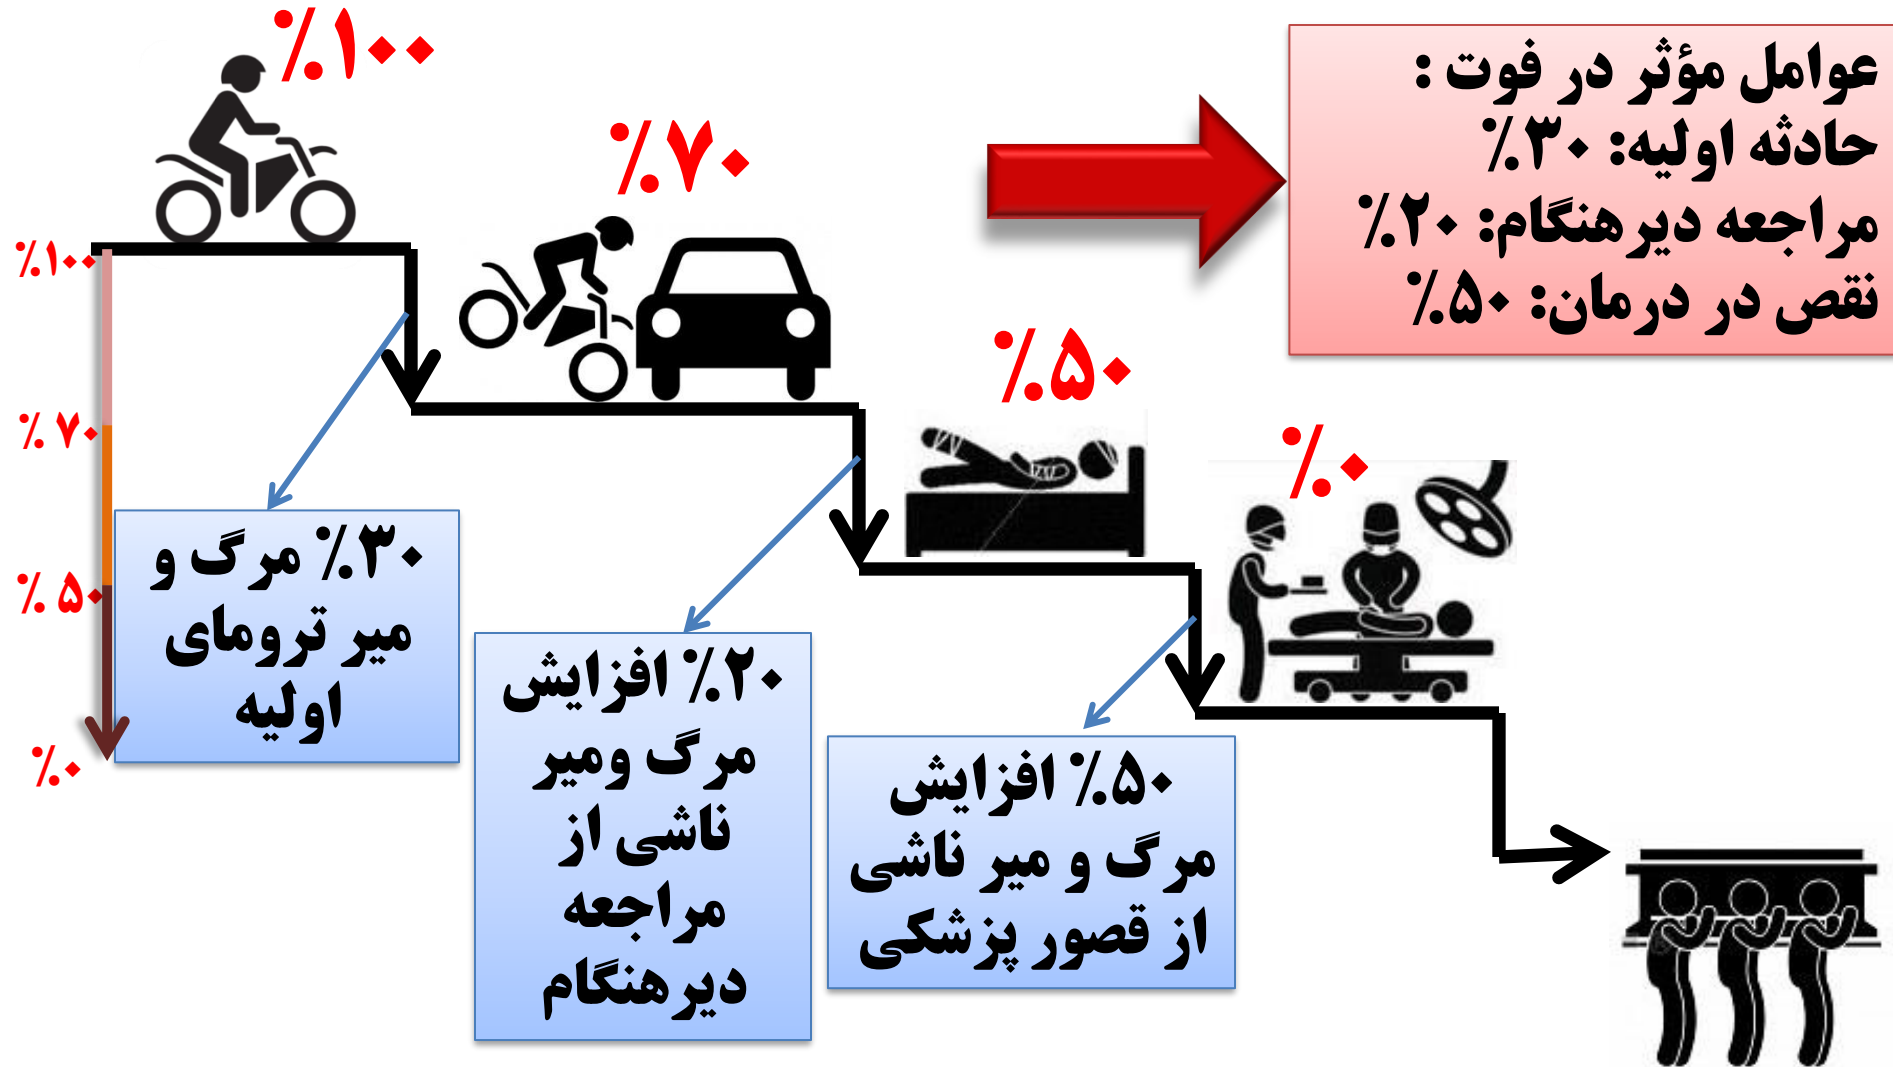 ٪۱۰۰
٪۷۰
٪۵۰
٪۰
عوامل مؤثر در فوت :
حادثه اولیه: ۳۰٪
مراجعه دیرهنگام: ۲۰٪
نقص در درمان: ۵۰٪
٪۱۰۰
٪۷۰
٪۵۰
٪۰
۳۰٪ مرگ و
میر ترومای
اولیه
۲۰٪ افزایش
مرگ ومیر
ناشی از
مراجعه
دیرهنگام
۵۰٪ افزایش
مرگ و میر ناشی
از قصور پزشکی